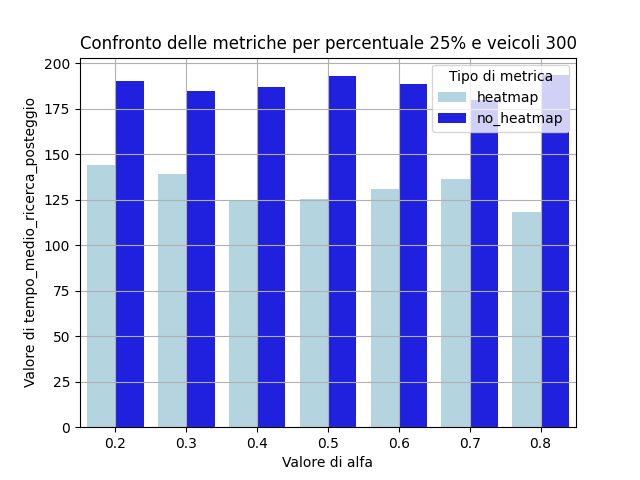 Confronto delle metriche per percentuale 25% e veicoli 300
Valore di tempo_medio_ricerca_posteggio
200
175
150
125
100
75
50
25
0
Tipo di metrica
heatmap
no_heatmap
0.2 0.3 0.4 0.5 0.6 0.7 0.8
Valore di alfa